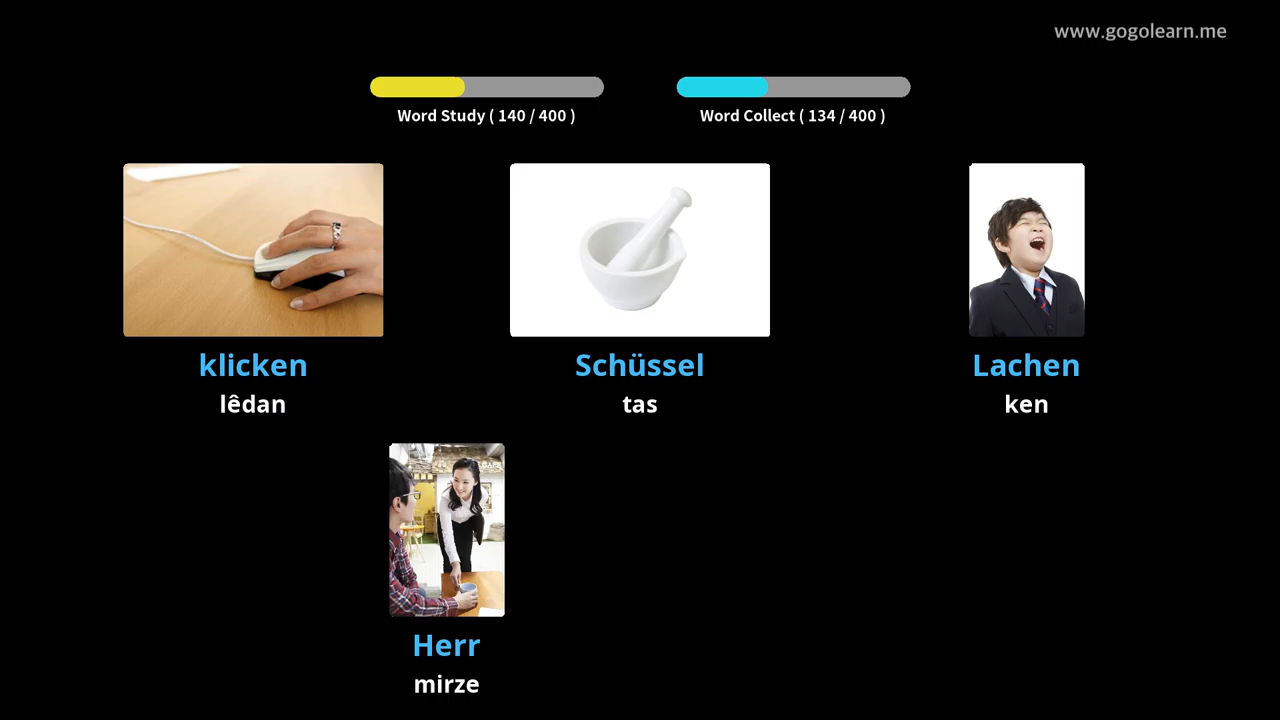 www.gogolearn.me
Word Study ( 140 / 400 )
Word Collect ( 134 / 400 )
klicken
lêdan
Schüssel
tas
Lachen
ken
Herr
mirze